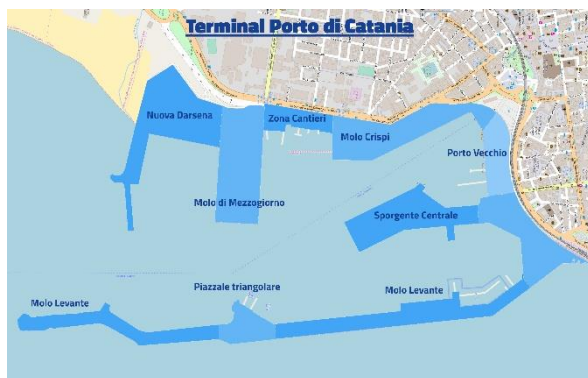 Terminal Porto di Catania
Nuova Darsena
Zona Cantieri
Molo Crispi
Porto Vecchio
Molo di Mezzogiorno
Sporgente Centrale
Piazzale triangolare
Molo Levante
Molo Levante